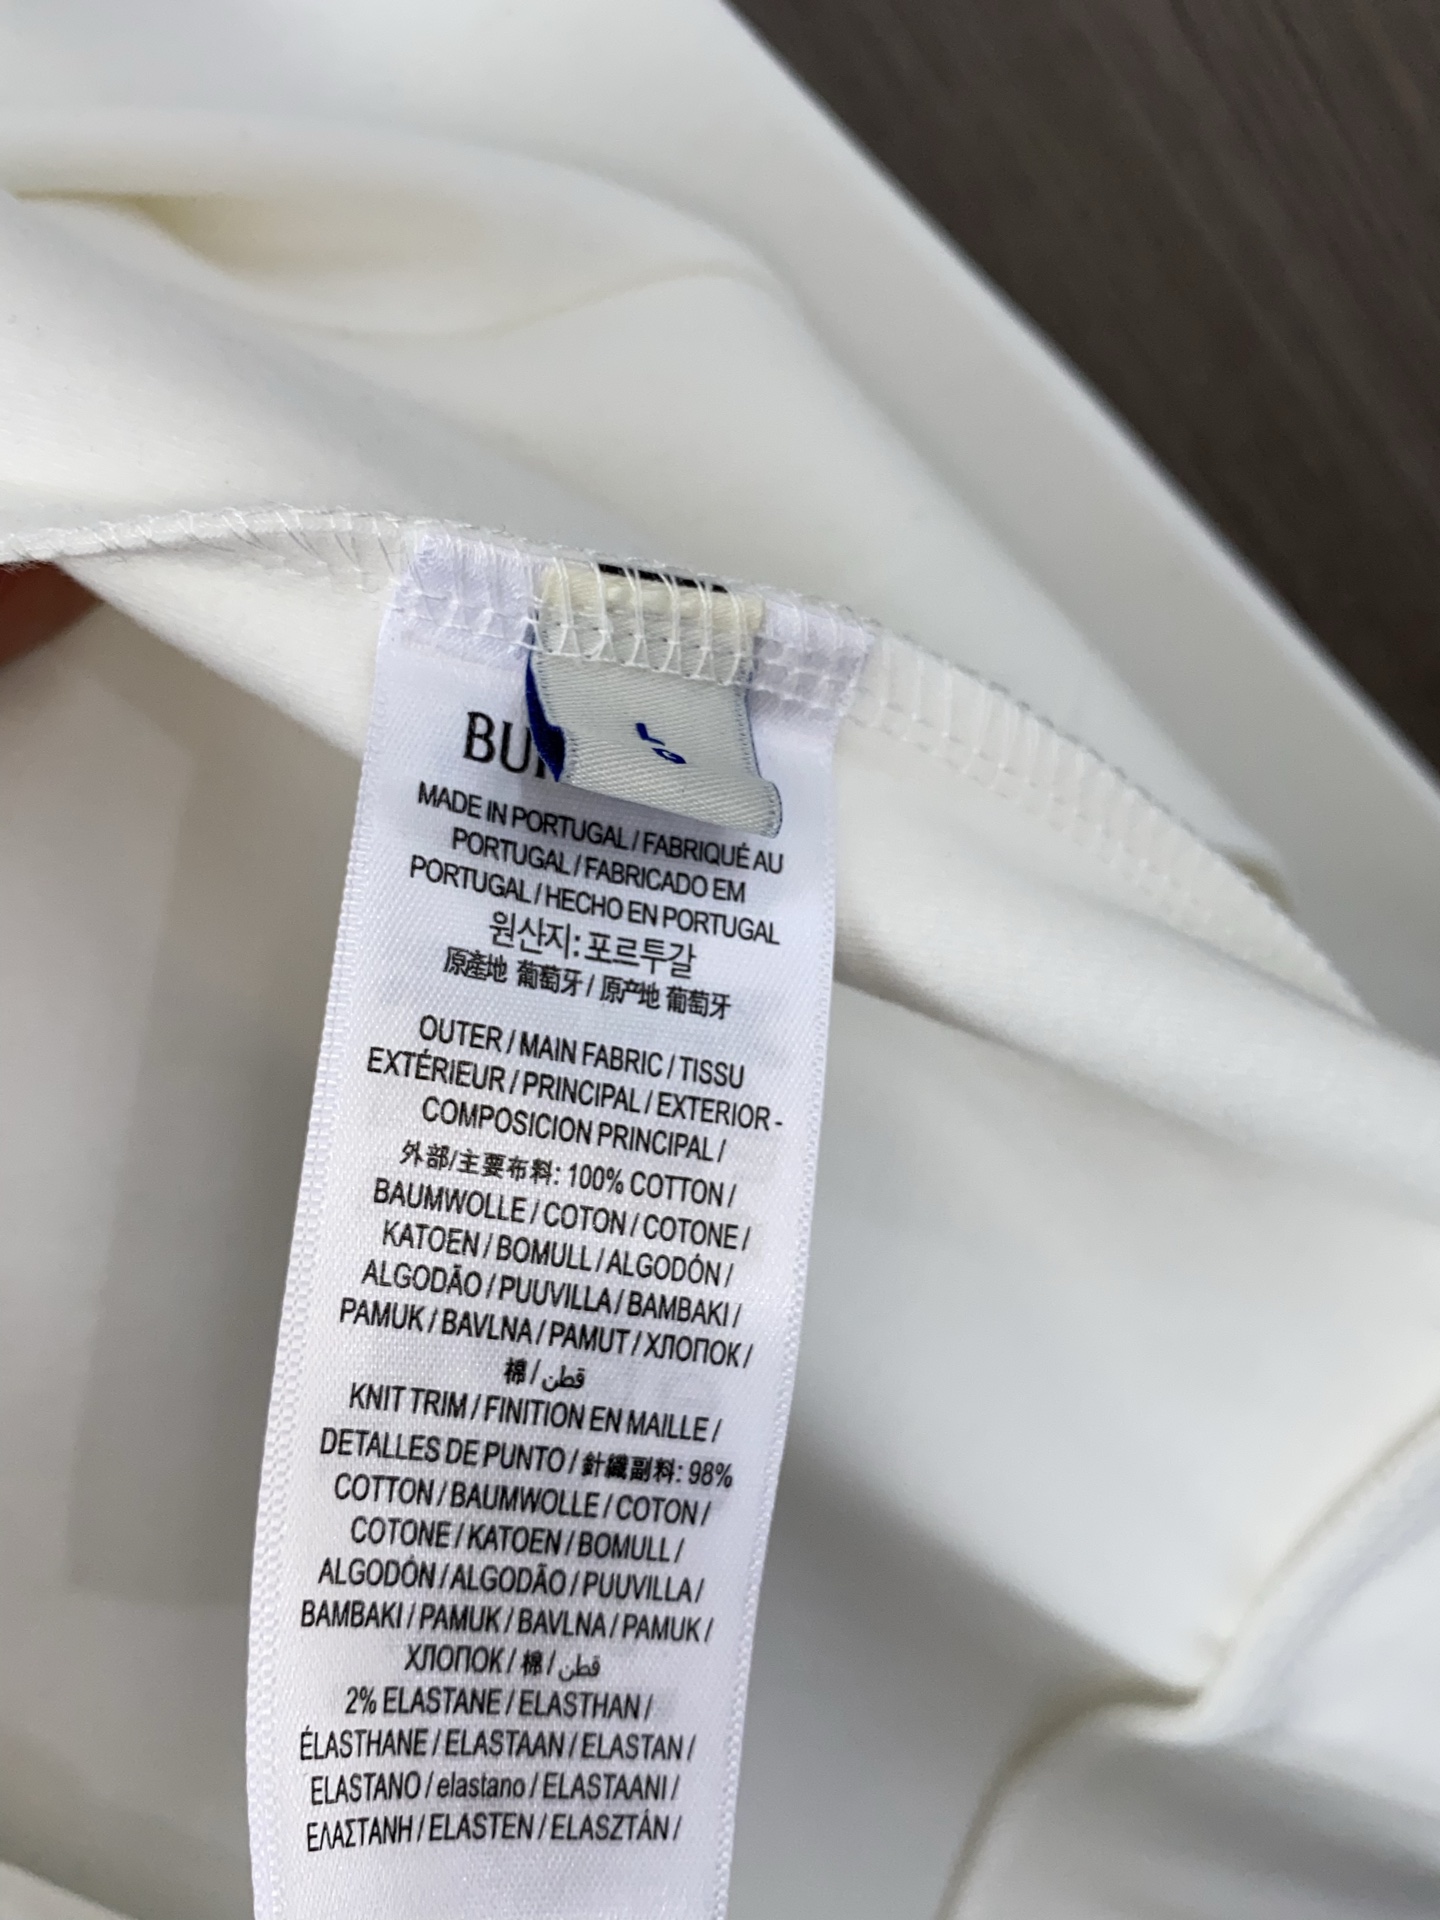 BU
L
G
MADE IN PORTUGAL / FABRIQUÉ AU
PORTUGAL / FABRICADO EM
PORTUGAL / HECHO EN PORTUGAL
원산지: 포르투갈
原產地 葡萄牙 / 原产地 葡萄牙
OUTER / MAIN FABRIC / TISSU
EXTÉRIEUR / PRINCIPAL / EXTERIOR -
COMPOSICION PRINCIPAL /
外部/主要布料: 100% COTTON /
BAUMWOLLE / COTON / COTONE /
KATOEN / BOMULL / ALGODÓN /
ALGODÃO / PUUVILLA / BAMBAKI /
PAMUK / BAVLNA / PAMUT / ХЛОПОК /
棉 / قطن
KNIT TRIM / FINITION EN MAILLE /
DETALLES DE PUNTO / 針織副料: 98%
COTTON / BAUMWOLLE / COTON /
COTONE / KATOEN / BOMULL /
ALGODÓN / ALGODÃO / PUUVILLA /
BAMBAKI / PAMUK / BAVLNA / PAMUK /
ХЛОПОК / 棉 / قطن
2% ELASTANE / ELASTHAN /
ÉLASTHANE / ELASTAAN / ELASTAN /
ELASTANO / elastano / ELASTAANI /
ΕΛΑΣΤΑΝΗ / ELASTEN / ELASZTÁN /